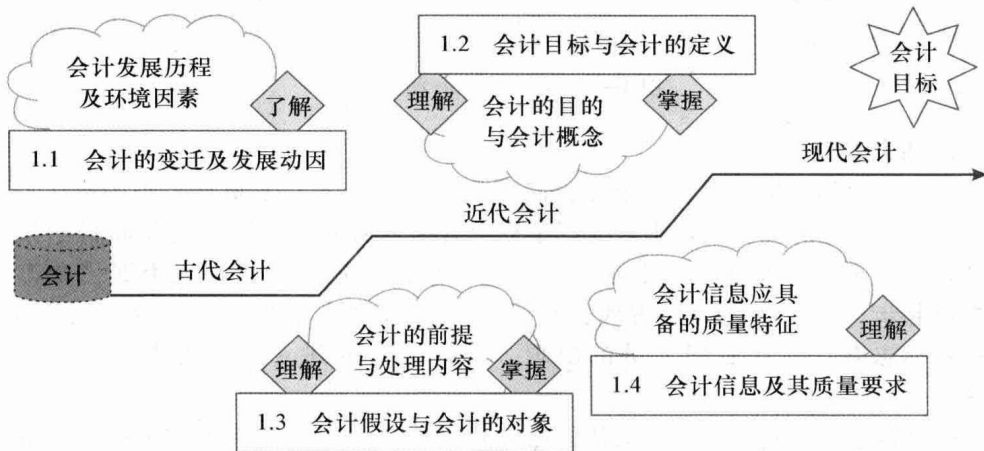 会计发展历程
及环境因素
了解
1.1 会计的变迁及发展动因
1.2 会计目标与会计的定义
理解
会计的目的
与会计概念
掌握
会计
目标
现代会计
近代会计
古代会计
会计
会计的前提
与处理内容
理解
掌握
1.3 会计假设与会计的对象
会计信息应具
备的质量特征
理解
1.4 会计信息及其质量要求